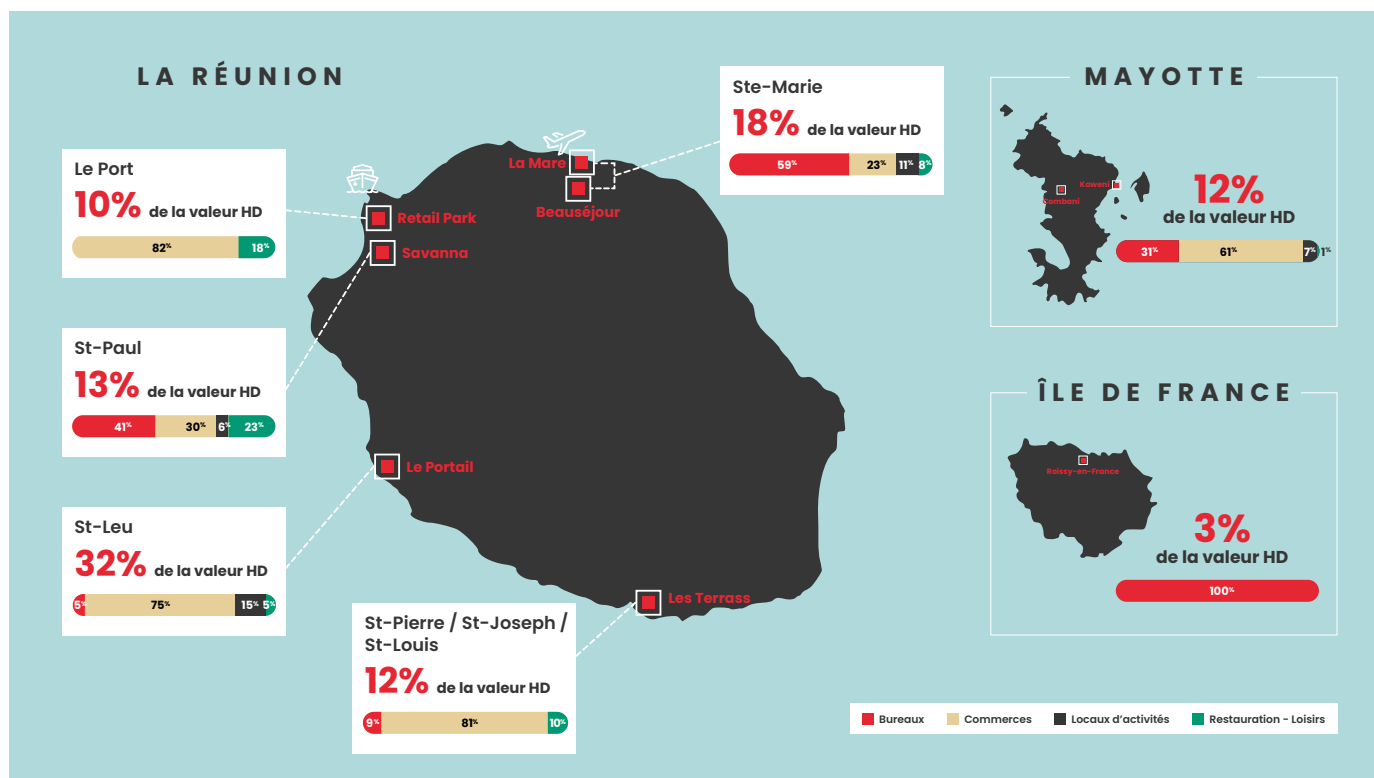 LA RÉUNION
Le Port
10% de la valeur HD
82% 18%
St-Paul
13% de la valeur HD
41% 30% 6% 23%
St-Leu
32% de la valeur HD
5% 75% 15% 5%
St-Pierre / St-Joseph /
St-Louis
12% de la valeur HD
9% 81% 10%
Ste-Marie
18% de la valeur HD
59% 23% 11% 8%
La Mare
Beauséjour
Retail Park
Savanna
Le Portail
Les Terrass
MAYOTTE
Kaweni
Combani
12%
de la valeur HD
31% 61% 7% 1%
ÎLE DE FRANCE
Roissy-en-France
3%
de la valeur HD
100%
Bureaux Commerces Locaux d'activités Restauration - Loisirs